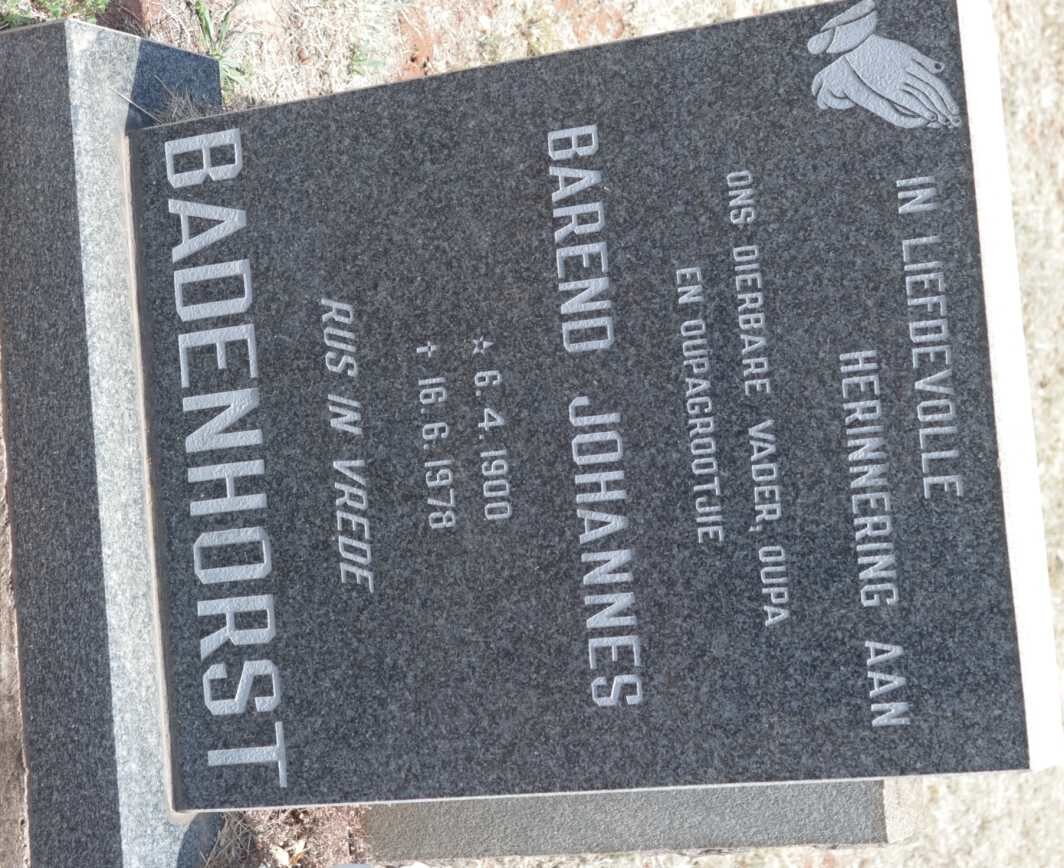 IN LIEFDEVOLLE
HERINNERING AAN
ONS DIERBARE VADER, OUPA
EN OUPAGROOTJIE
BAREND JOHANNES
☆ 6.4.1900
✝ 16.6.1978
RUS IN VREDE
BADENHORST